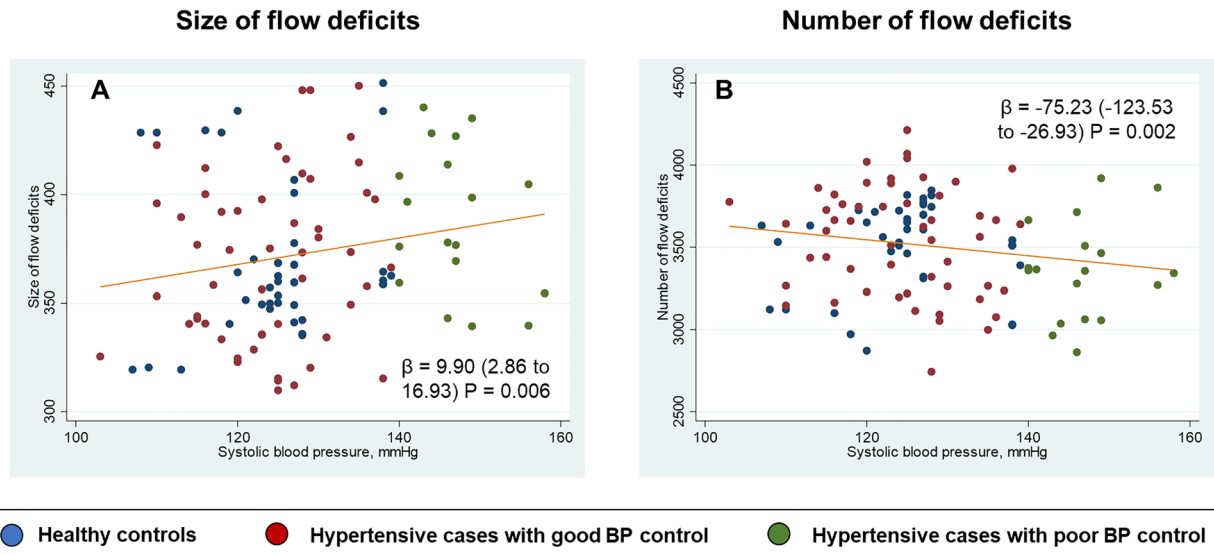 Size of flow deficits
Number of flow deficits
A
Size of flow deficits
450
400
350
300
β = 9.90 (2.86 to
16.93) P = 0.006
100
120
140
160
Systolic blood pressure, mmHg
B
Number of flow deficits
4500
4000
3500
3000
2500
β = -75.23 (-123.53
to -26.93) P = 0.002
100
120
140
160
Systolic blood pressure, mmHg
Healthy controls
Hypertensive cases with good BP control
Hypertensive cases with poor BP control